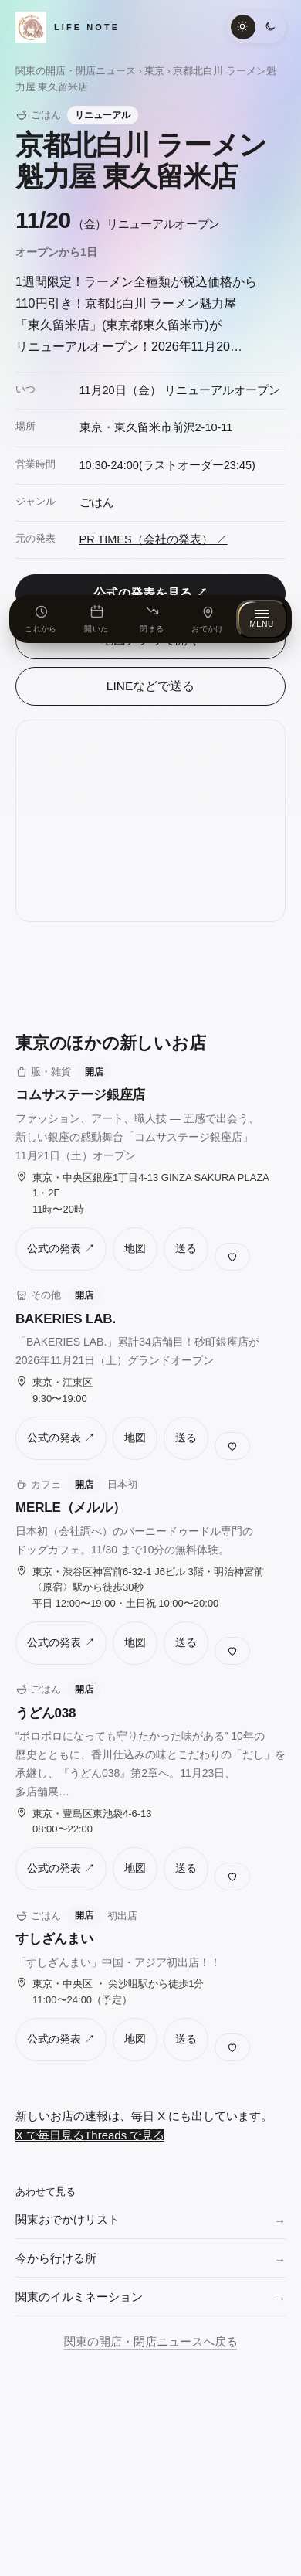 LIFE NOTE
関東の開店・閉店ニュース › 東京 › 京都北白川 ラーメン魁
力屋 東久留米店
ごはん リニューアル
京都北白川 ラーメン
魁力屋 東久留米店
11/20（金）リニューアルオープン
オープンから1日
1週間限定！ラーメン全種類が税込価格から
110円引き！京都北白川 ラーメン魁力屋
「東久留米店」(東京都東久留米市)が
リニューアルオープン！2026年11月20…
いつ 11月20日（金） リニューアルオープン
場所 東京・東久留米市前沢2-10-11
営業時間 10:30-24:00(ラストオーダー23:45)
ジャンル ごはん
元の発表 PR TIMES（会社の発表） ↗
公式の発表を見る ↗
これから 開いた 閉まる おでかけ MENU
LINEなどで送る
東京のほかの新しいお店
服・雑貨 開店
コムサステージ銀座店
ファッション、アート、職人技 — 五感で出会う、
新しい銀座の感動舞台「コムサステージ銀座店」
11月21日（土）オープン
東京・中央区銀座1丁目4-13 GINZA SAKURA PLAZA
1・2F
11時〜20時
公式の発表 ↗ 地図 送る
その他 開店
BAKERIES LAB.
「BAKERIES LAB.」累計34店舗目！砂町銀座店が
2026年11月21日（土）グランドオープン
東京・江東区
9:30〜19:00
公式の発表 ↗ 地図 送る
カフェ 開店 日本初
MERLE（メルル）
日本初（会社調べ）のバーニードゥードル専門の
ドッグカフェ。11/30 まで10分の無料体験。
東京・渋谷区神宮前6-32-1 J6ビル 3階・明治神宮前
〈原宿〉駅から徒歩30秒
平日 12:00〜19:00・土日祝 10:00〜20:00
公式の発表 ↗ 地図 送る
ごはん 開店
うどん038
“ボロボロになっても守りたかった味がある” 10年の
歴史とともに、香川仕込みの味とこだわりの「だし」を
承継し、『うどん038』第2章へ。11月23日、
多店舗展…
東京・豊島区東池袋4-6-13
08:00〜22:00
公式の発表 ↗ 地図 送る
ごはん 開店 初出店
すしざんまい
「すしざんまい」中国・アジア初出店！！
東京・中央区 ・ 尖沙咀駅から徒歩1分
11:00〜24:00（予定）
公式の発表 ↗ 地図 送る
新しいお店の速報は、毎日 X にも出しています。
X で毎日見るThreads で見る
あわせて見る
関東おでかけリスト →
今から行ける所 →
関東のイルミネーション →
関東の開店・閉店ニュースへ戻る